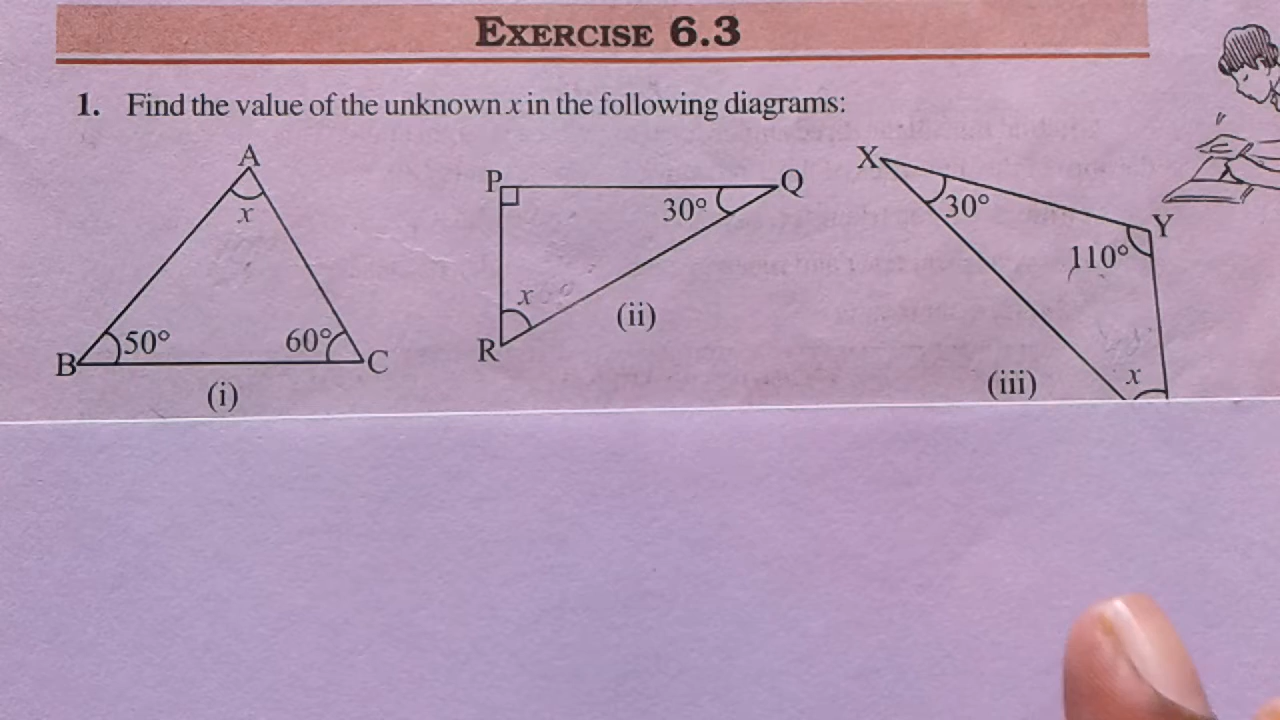 EXERCISE 6.3
1. Find the value of the unknown x in the following diagrams:
A
x
B 50° 60° C
(i)
P Q
30°
x
R
(ii)
X
30°
Y
110°
x
(iii)